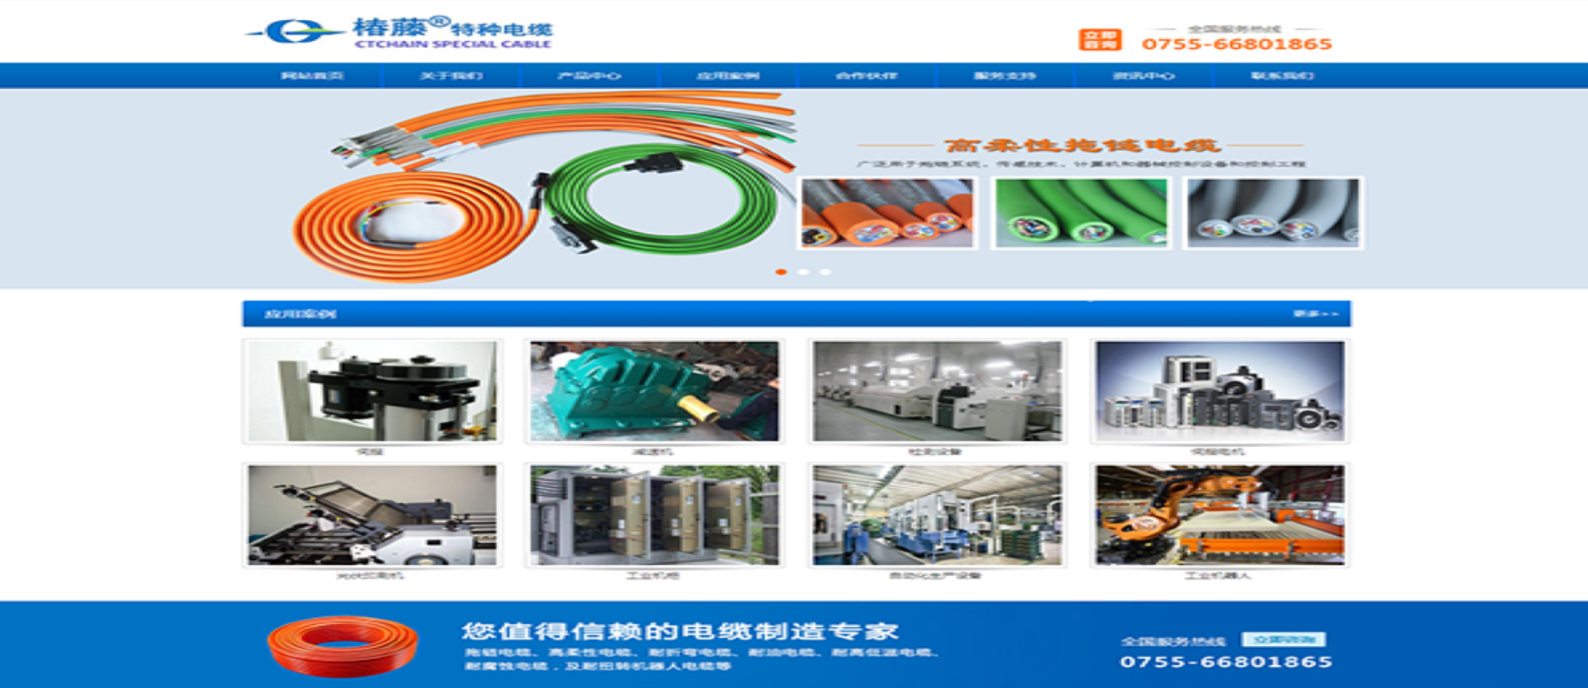 椿藤®特种电缆
CTCHAIN SPECIAL CABLE
立即咨询
全国服务热线
0755-66801865
网站首页 关于我们 产品中心 应用案例 合作伙伴 服务支持 资讯中心 联系我们
高柔性拖链电缆
广泛用于拖链系统、传感技术、计算机和器械控制设备和控制工程
应用案例 更多>>
伺服 减速机 检测设备 伺服电机
光伏印刷机 工业机柜 自动化生产设备 工业机器人
您值得信赖的电缆制造专家
拖链电缆、高柔性电缆、耐折弯电缆、耐油电缆、耐高低温电缆、
耐腐蚀电缆，及耐扭转机器人电缆等
全国服务热线 立即咨询
0755-66801865